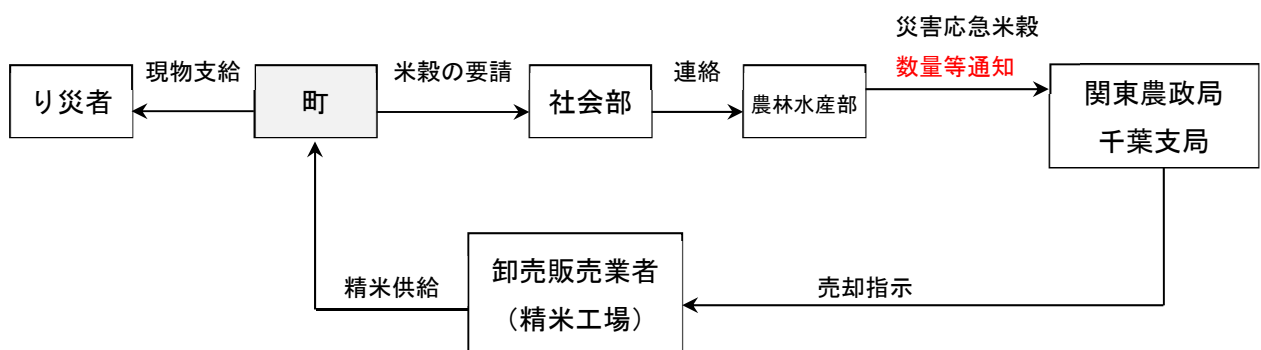 災害応急米穀
数量等通知
現物支給
米穀の要請
連絡
り災者
町
社会部
農林水産部
関東農政局
千葉支局
卸売販売業者
（精米工場）
精米供給
売却指示